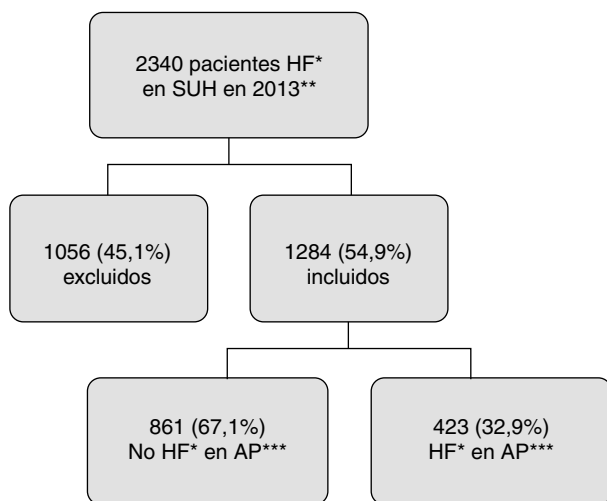 2340 pacientes HF*
en SUH en 2013**
1056 (45,1%)
excluidos
1284 (54,9%)
incluidos
861 (67,1%)
No HF* en AP***
423 (32,9%)
HF* en AP***